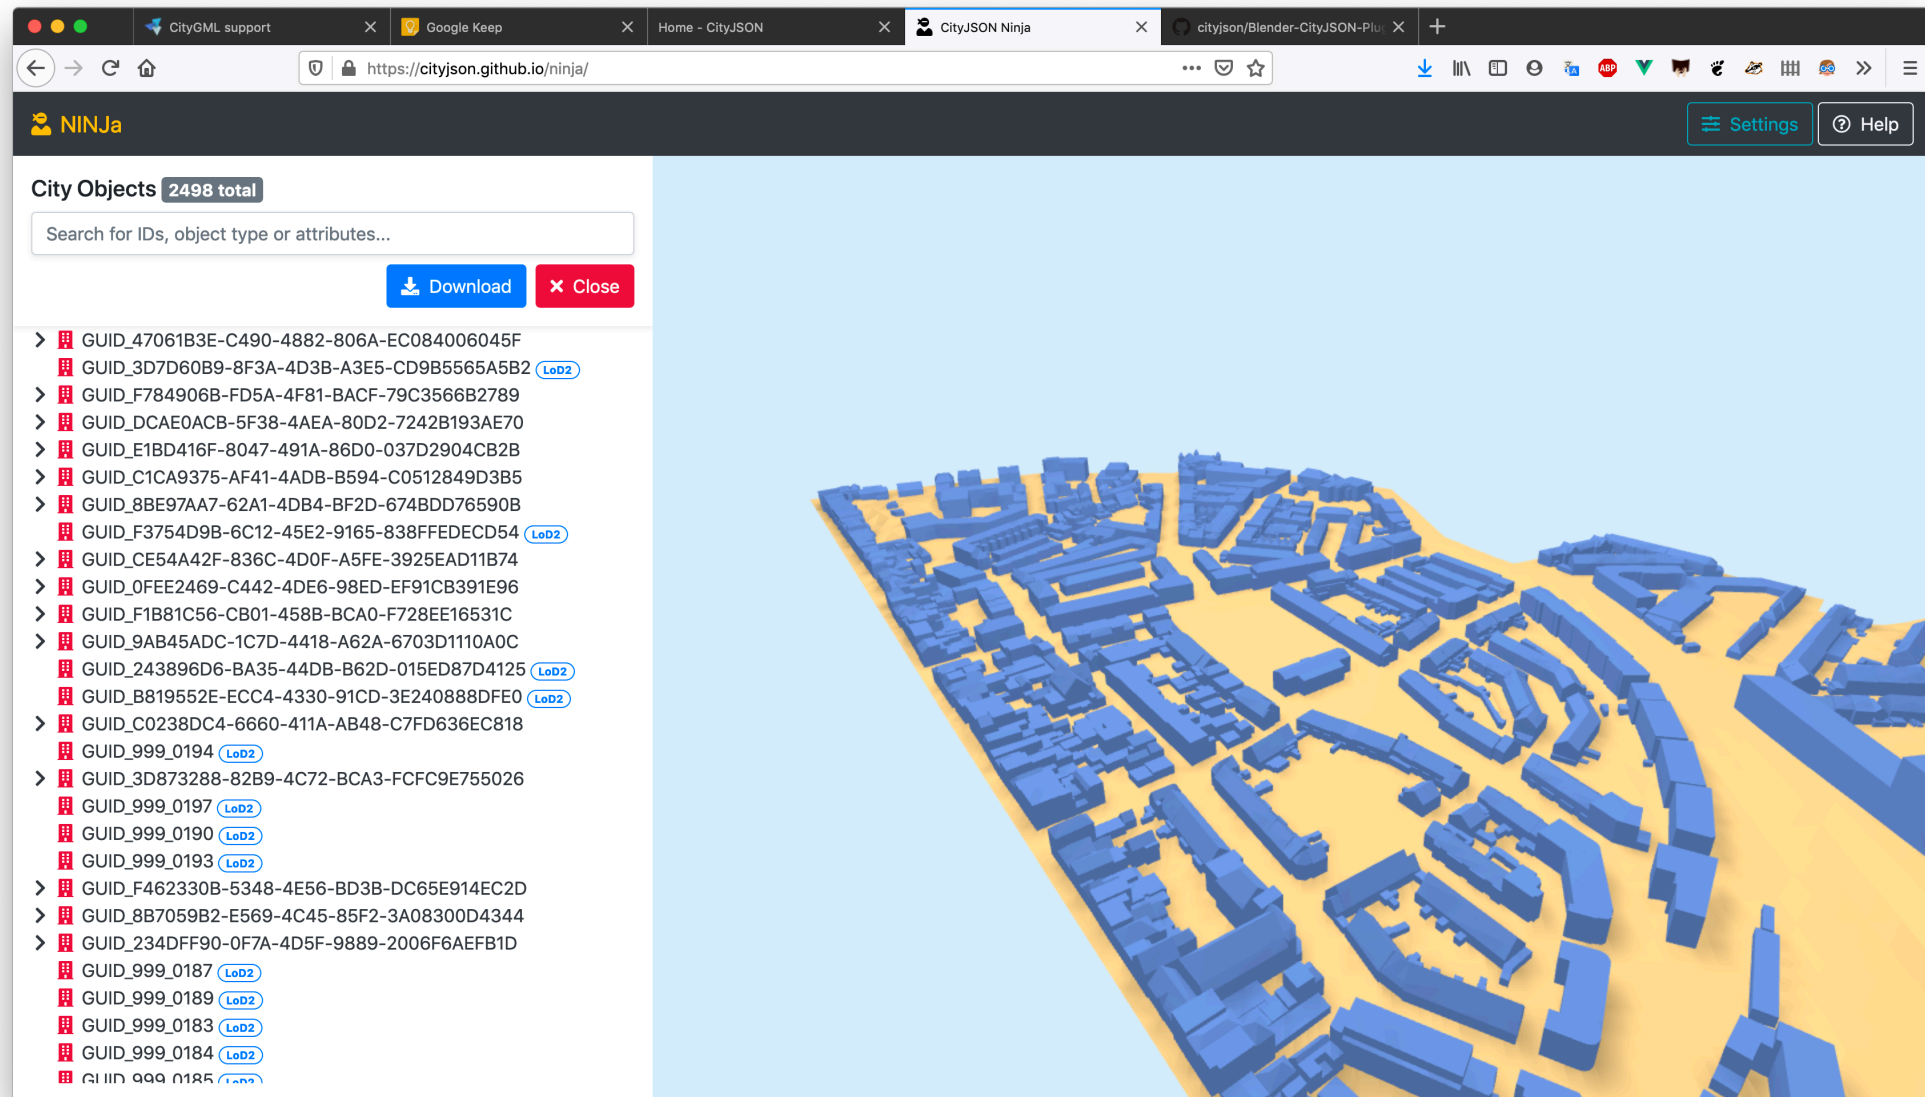 CityGML support
Google Keep
Home - CityJSON
CityJSON Ninja
cityjson/Blender-CityJSON-Plug
https://cityjson.github.io/ninja/
ABP
NINJa
Settings
Help
City Objects 2498 total
Search for IDs, object type or attributes...
Download
Close
GUID_47061B3E-C490-4882-806A-EC084006045F
GUID_3D7D60B9-8F3A-4D3B-A3E5-CD9B5565A5B2 LoD2
GUID_F784906B-FD5A-4F81-BACF-79C3566B2789
GUID_DCAE0ACB-5F38-4AEA-80D2-7242B193AE70
GUID_E1BD416F-8047-491A-86D0-037D2904CB2B
GUID_C1CA9375-AF41-4ADB-B594-C0512849D3B5
GUID_8BE97AA7-62A1-4DB4-BF2D-674BDD76590B
GUID_F3754D9B-6C12-45E2-9165-838FFEDECD54 LoD2
GUID_CE54A42F-836C-4D0F-A5FE-3925EAD11B74
GUID_0FEE2469-C442-4DE6-98ED-EF91CB391E96
GUID_F1B81C56-CB01-458B-BCA0-F728EE16531C
GUID_9AB45ADC-1C7D-4418-A62A-6703D1110A0C
GUID_243896D6-BA35-44DB-B62D-015ED87D4125 LoD2
GUID_B819552E-ECC4-4330-91CD-3E240888DFE0 LoD2
GUID_C0238DC4-6660-411A-AB48-C7FD636EC818
GUID_999_0194 LoD2
GUID_3D873288-82B9-4C72-BCA3-FCFC9E755026
GUID_999_0197 LoD2
GUID_999_0190 LoD2
GUID_999_0193 LoD2
GUID_F462330B-5348-4E56-BD3B-DC65E914EC2D
GUID_8B7059B2-E569-4C45-85F2-3A08300D4344
GUID_234DFF90-0F7A-4D5F-9889-2006F6AEFB1D
GUID_999_0187 LoD2
GUID_999_0189 LoD2
GUID_999_0183 LoD2
GUID_999_0184 LoD2
GUID_999_0185 LoD2